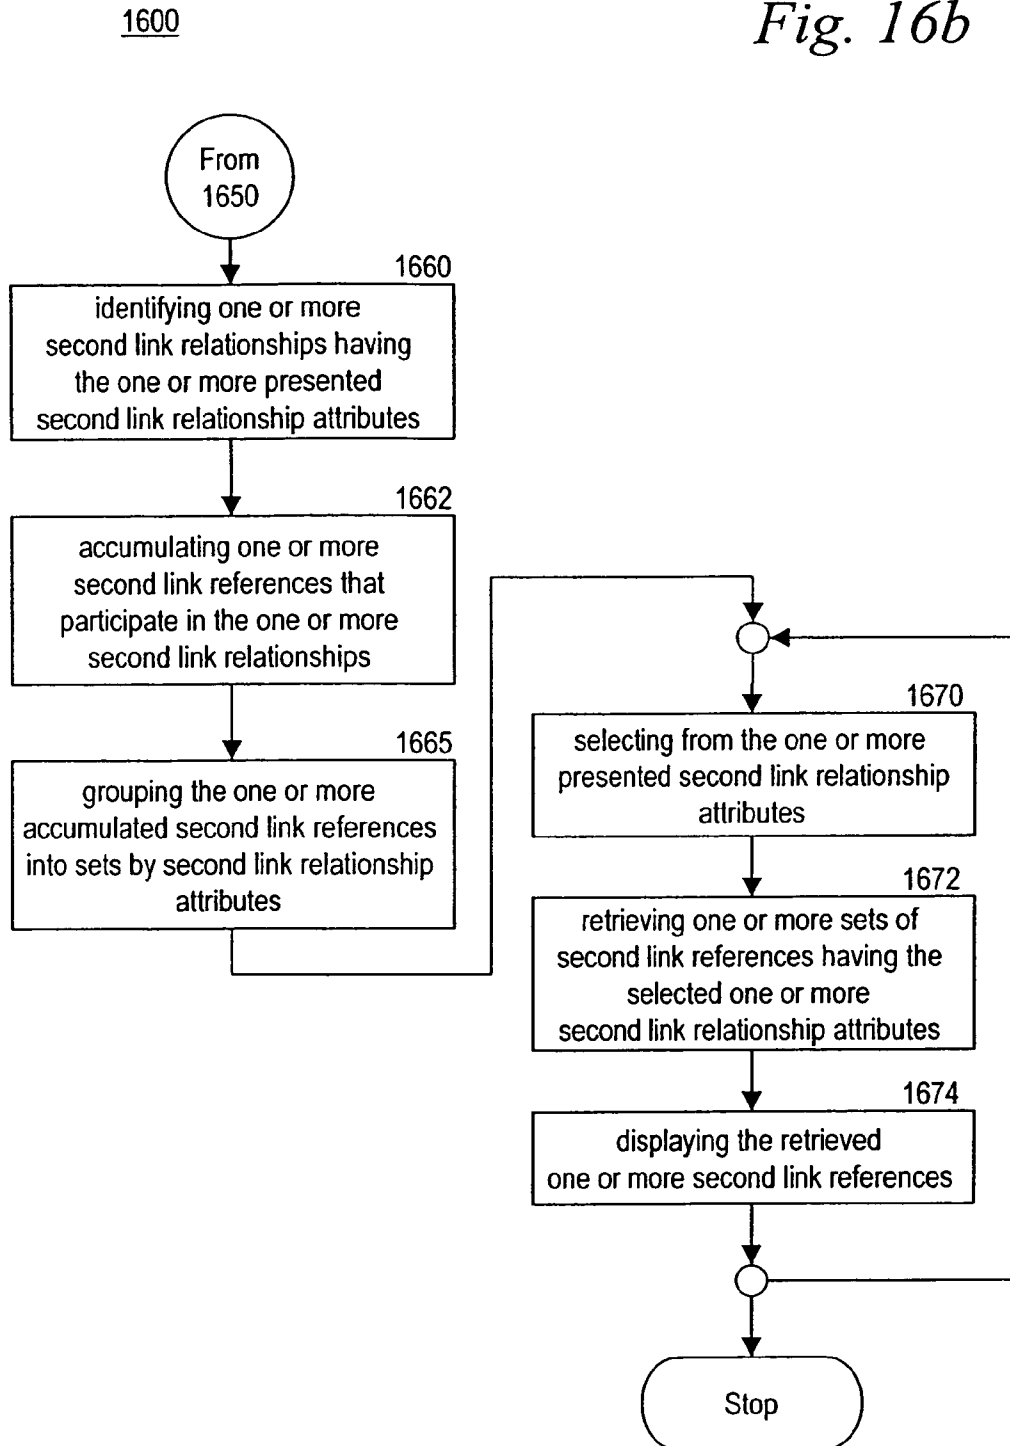 1600
Fig. 16b
From
1650
1660
identifying one or more
second link relationships having
the one or more presented
second link relationship attributes
1662
accumulating one or more
second link references that
participate in the one or more
second link relationships
1665
grouping the one or more
accumulated second link references
into sets by second link relationship
attributes
1670
selecting from the one or more
presented second link relationship
attributes
1672
retrieving one or more sets of
second link references having the
selected one or more
second link relationship attributes
1674
displaying the retrieved
one or more second link references
Stop